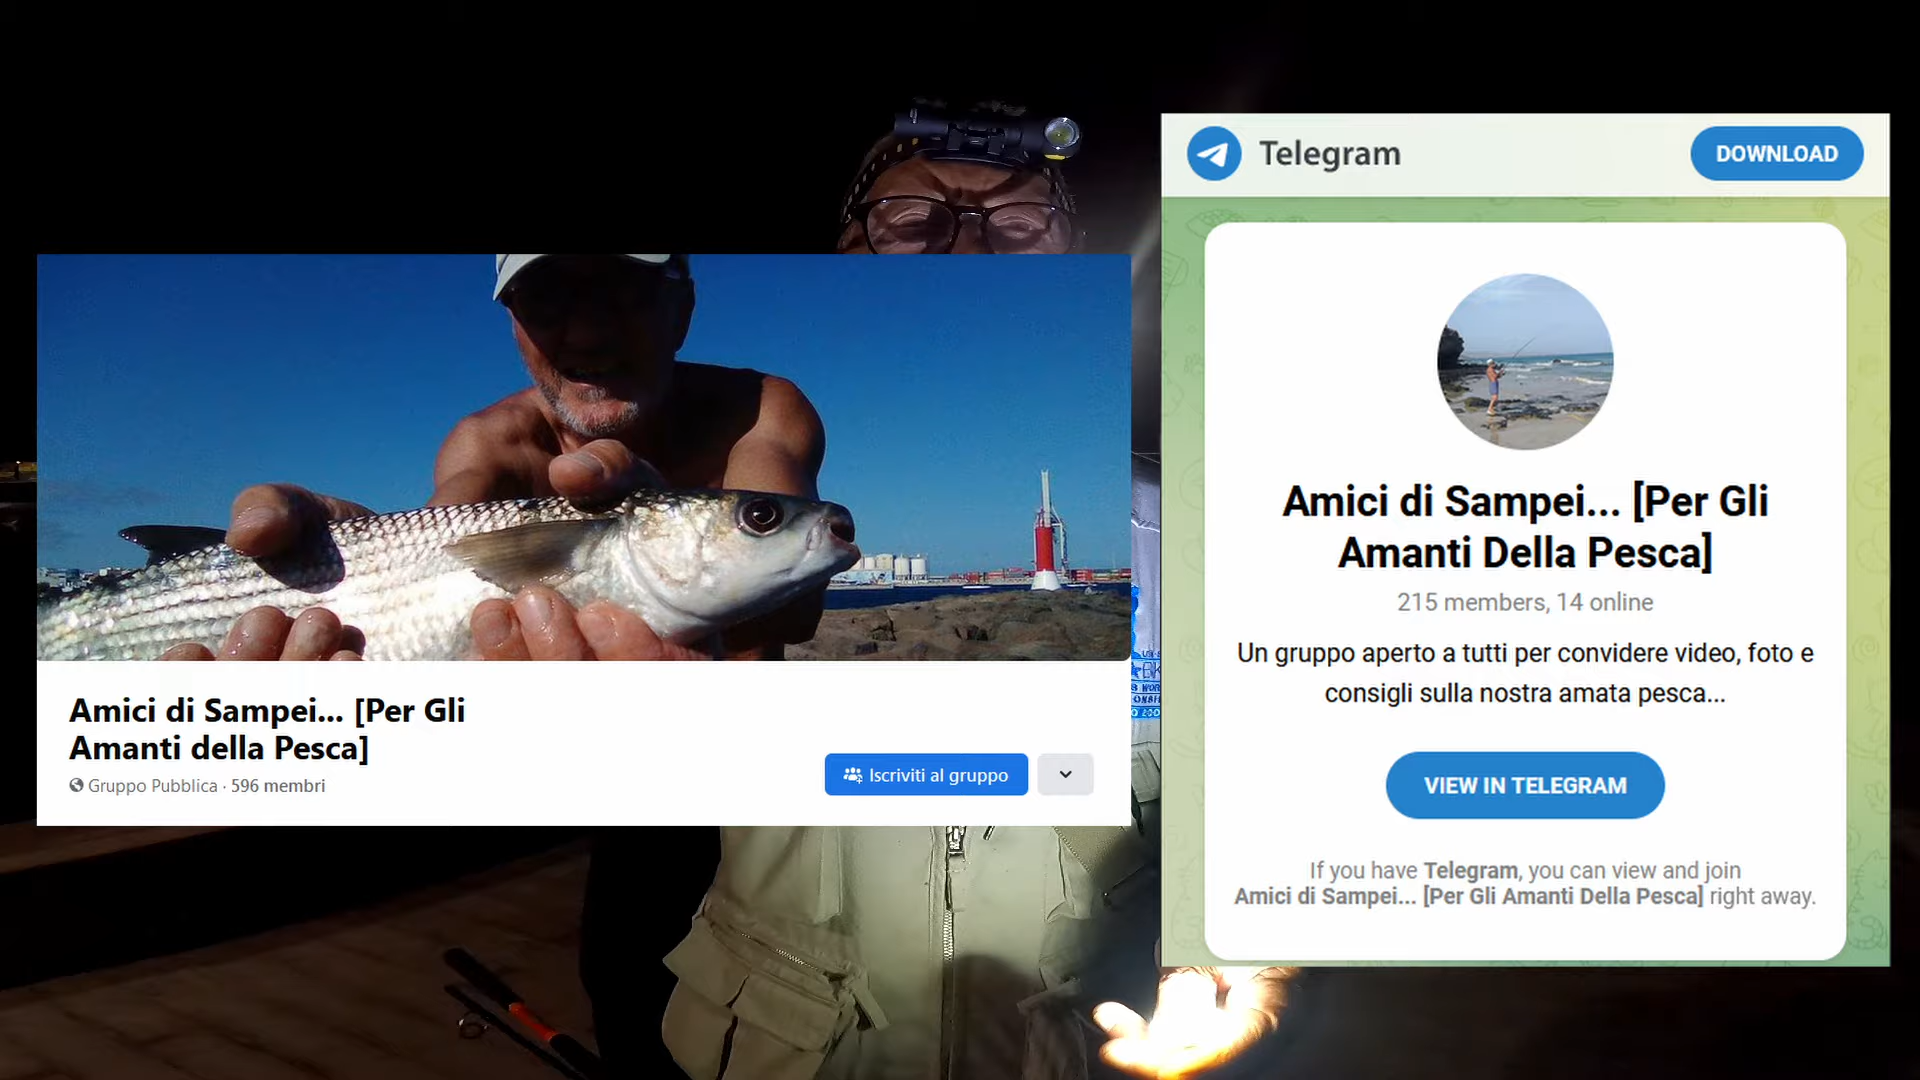 Amici di Sampei... [Per Gli
Amanti della Pesca]
Gruppo Pubblica · 596 membri
Iscriviti al gruppo
Telegram
DOWNLOAD
Amici di Sampei... [Per Gli
Amanti Della Pesca]
215 members, 14 online
Un gruppo aperto a tutti per convidere video, foto e
consigli sulla nostra amata pesca...
VIEW IN TELEGRAM
If you have Telegram, you can view and join
Amici di Sampei... [Per Gli Amanti Della Pesca] right away.